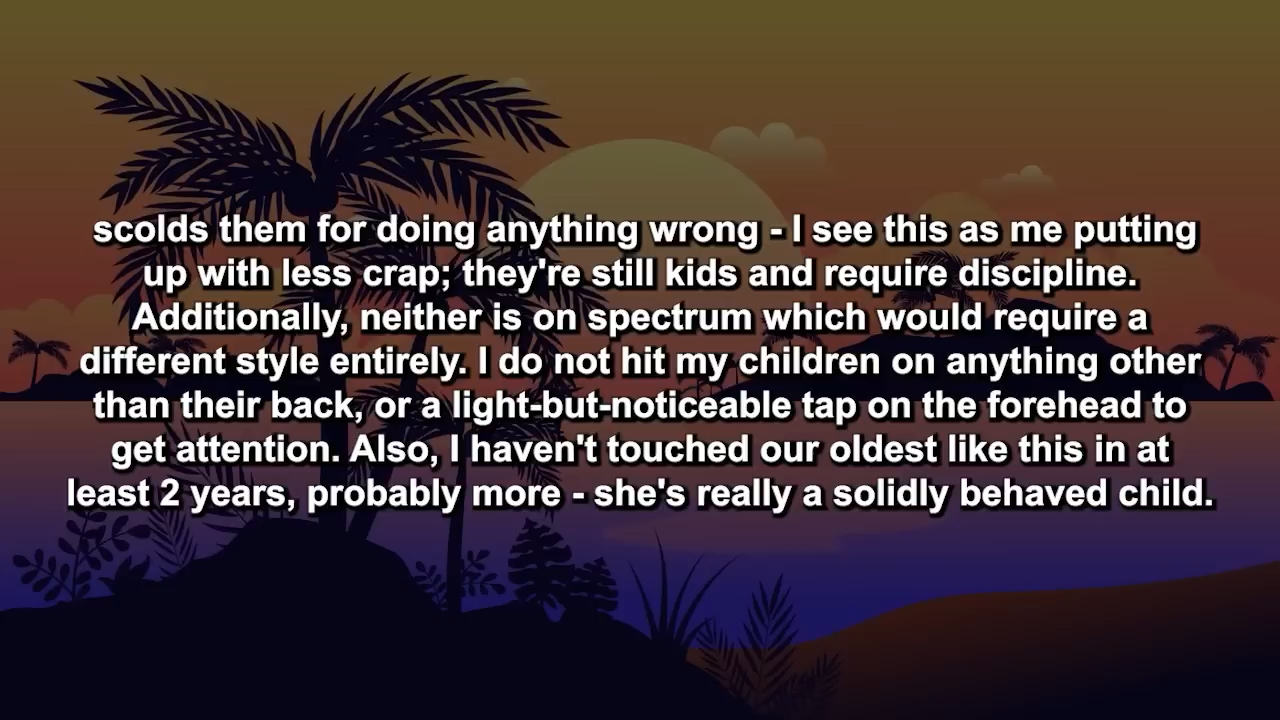 scolds them for doing anything wrong - I see this as me putting
up with less crap; they're still kids and require discipline.
Additionally, neither is on spectrum which would require a
different style entirely. I do not hit my children on anything other
than their back, or a light-but-noticeable tap on the forehead to
get attention. Also, I haven't touched our oldest like this in at
least 2 years, probably more - she's really a solidly behaved child.